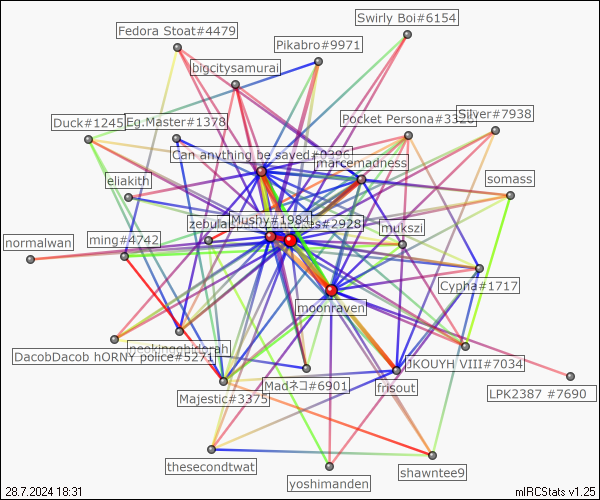 Swirly Boi#6154
Fedora Stoat#4479
Pikabro#9971
bigcitysamurai
Silver#7938
Duck#1245
Eg.Master#1378
Pocket Persona#3326
Can anything be saved#0396
marcemadness
eliakith
somass
Mushy#1984
#2928
mukszi
normalwan
ming#4742
Cypha#1717
moonraven
geokingghidorah
DacobDacob hORNY police#5271
JKOUYH VIII#7034
Madネコ#6901
frisout
LPK2387 #7690
Majestic#3375
thesecondtwat
shawntee9
yoshimanden
28.7.2024 18:31
mIRCStats v1.25